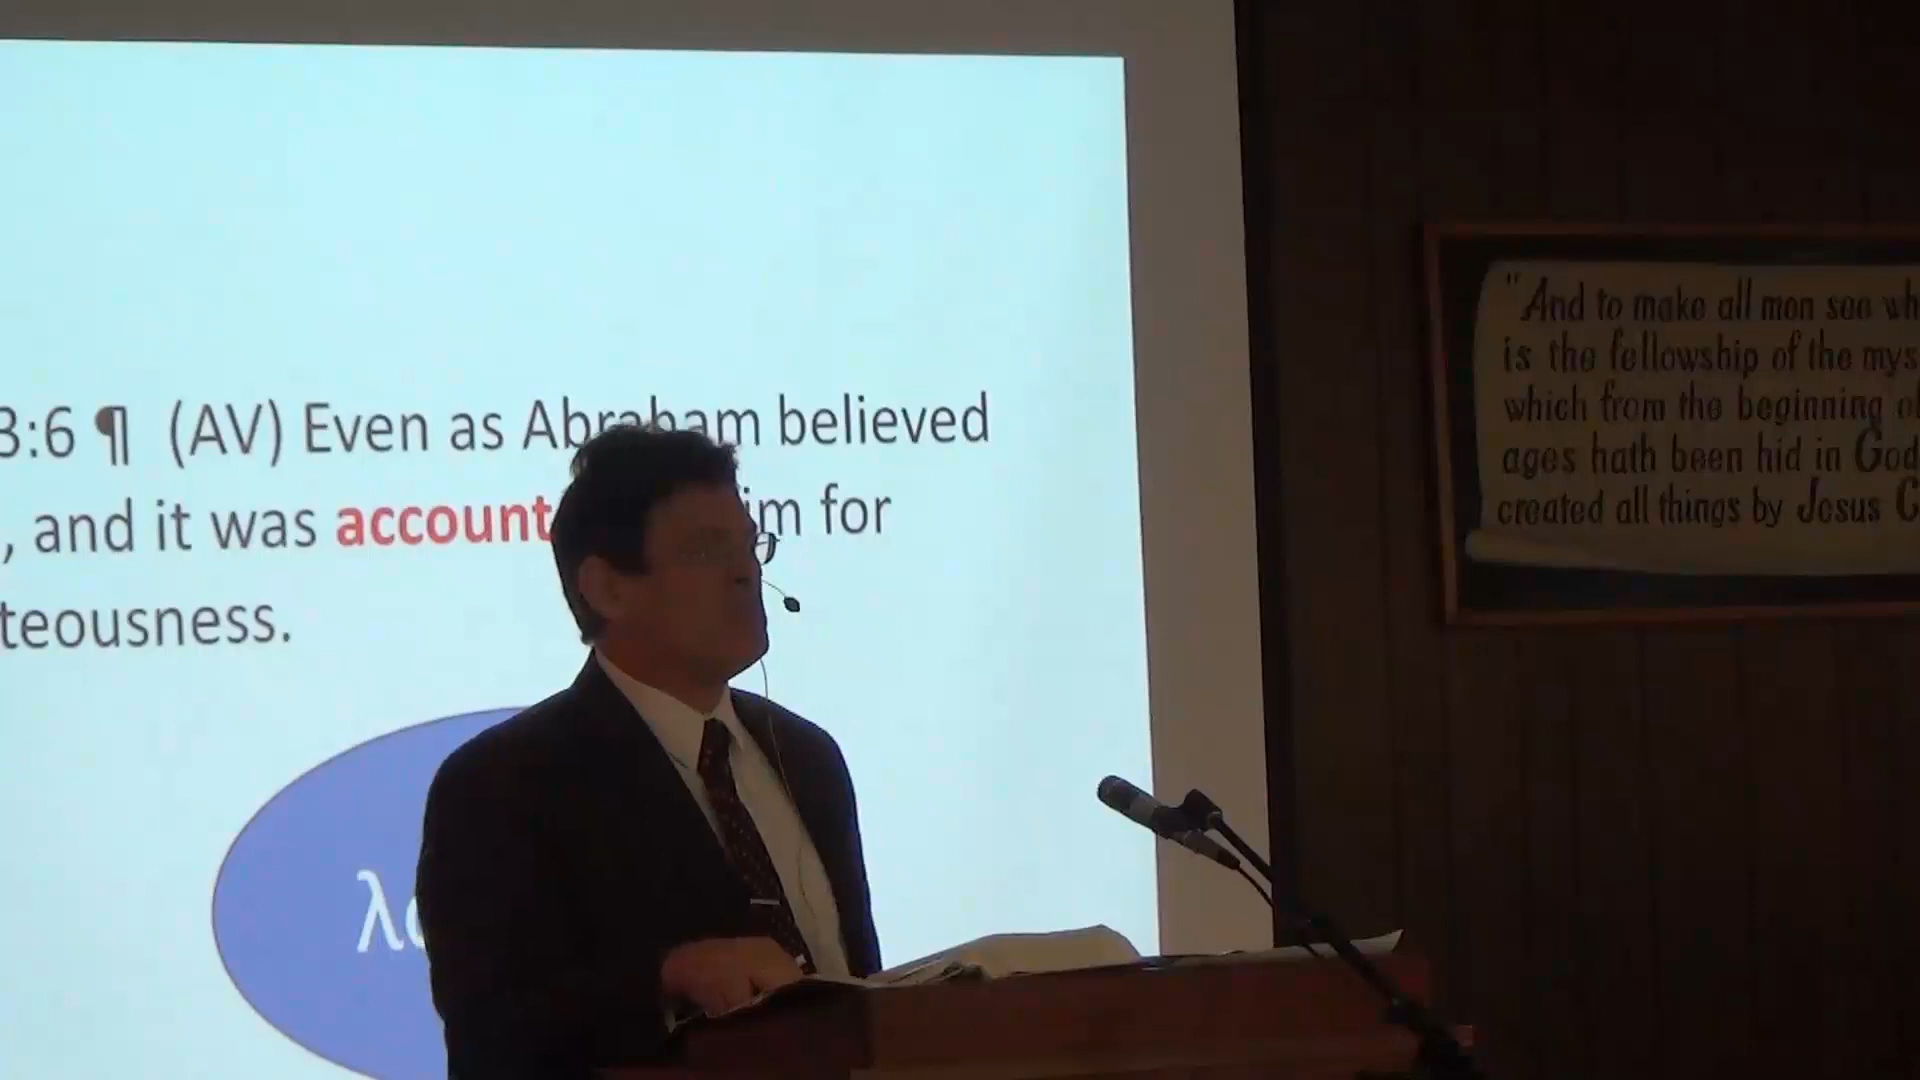 3:6 ¶ (AV) Even as Abraham believed
, and it was account im for
teousness.
λ
"And to make all men see wh
is the fellowship of the mys
which from the beginning o
ages hath been hid in God
created all things by Jesus C